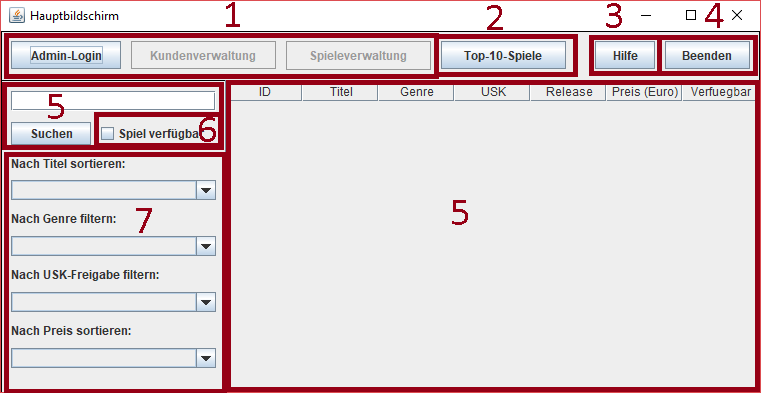 Hauptbildschirm
1 2 3 4
Admin-Login Kundenverwaltung Spieleverwaltung Top-10-Spiele Hilfe Beenden
ID Titel Genre USK Release Preis (Euro) Verfuegbar
5
Suchen
Spiel verfügbar
6
Nach Titel sortieren:
7
5
Nach Genre filtern:
Nach USK-Freigabe filtern:
Nach Preis sortieren: